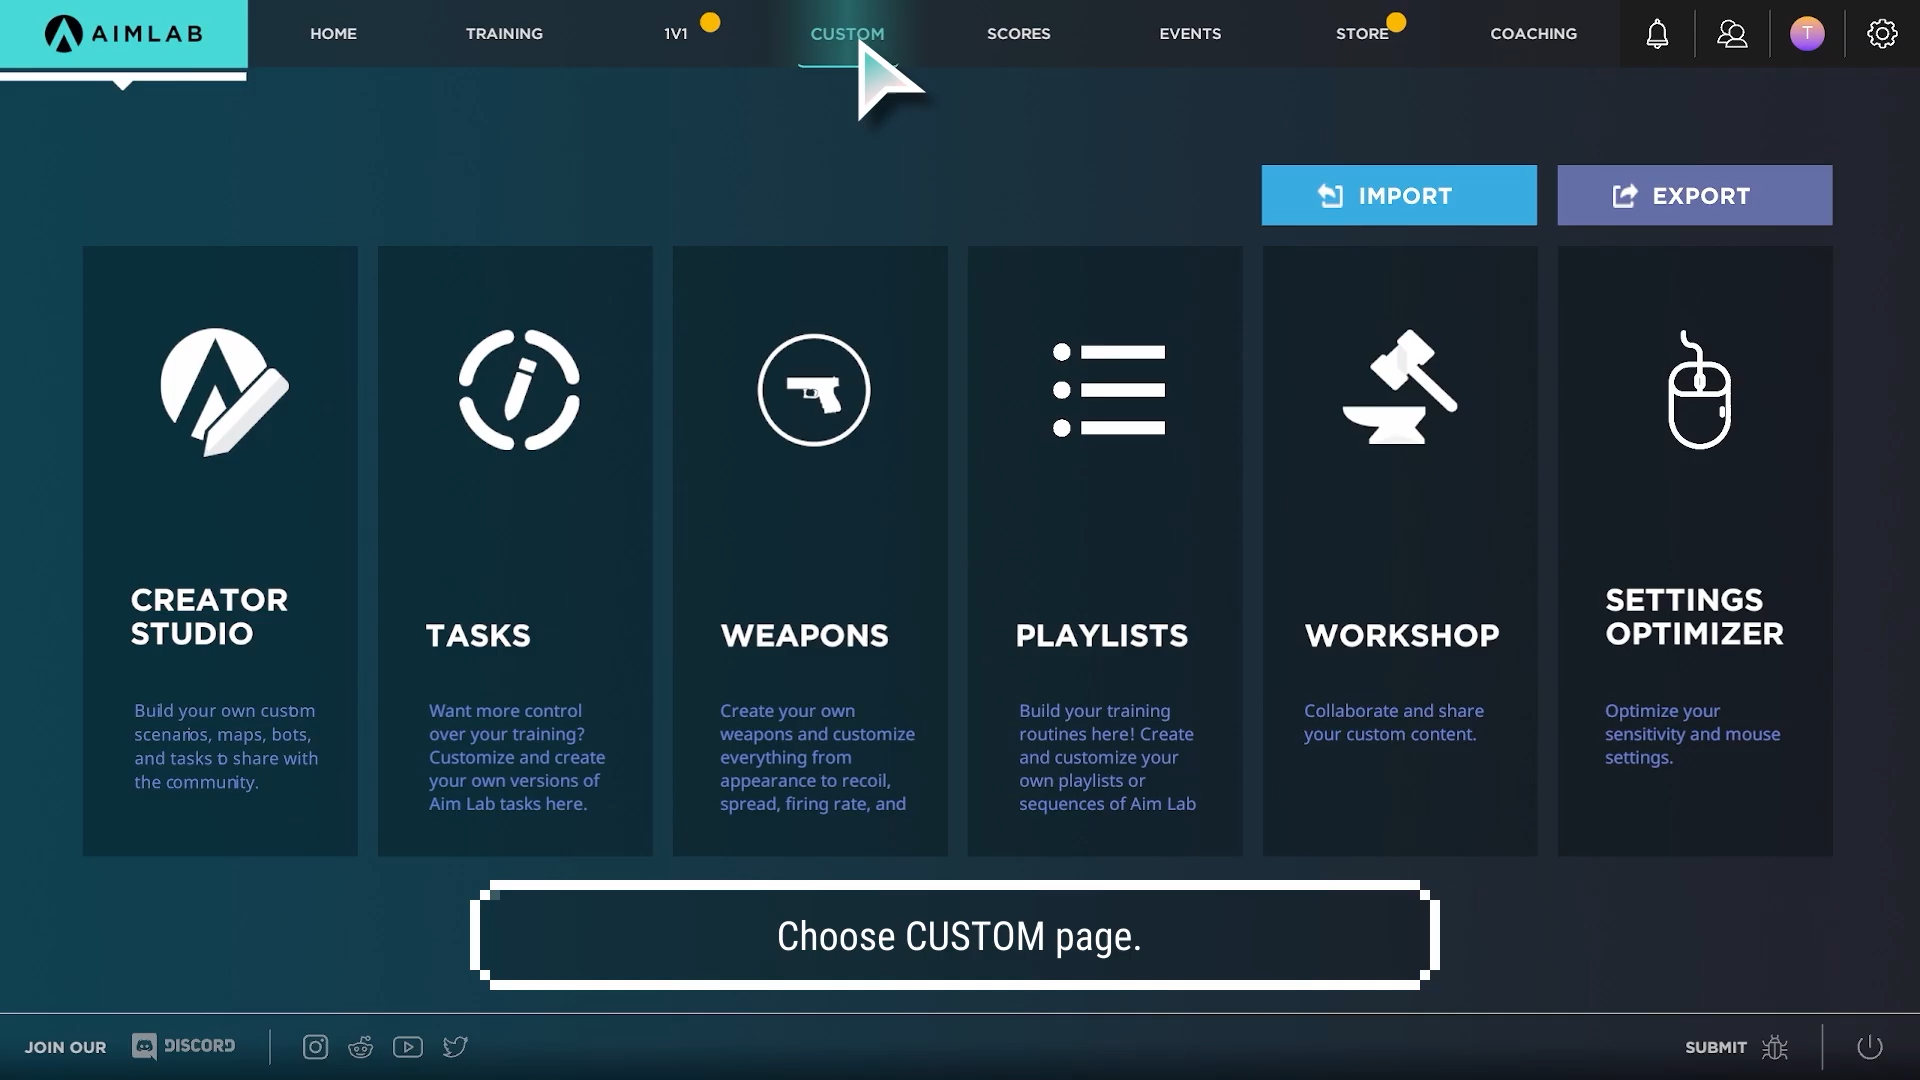 AIMLAB
HOME
TRAINING
1V1
CUSTOM
SCORES
EVENTS
STORE
COACHING
T
IMPORT
EXPORT
CREATOR
STUDIO
Build your own custom
scenarios, maps, bots,
and tasks to share with
the community.
TASKS
Want more control
over your training?
Customize and create
your own versions of
Aim Lab tasks here.
WEAPONS
Create your own
weapons and customize
everything from
appearance to recoil,
spread, firing rate, and
PLAYLISTS
Build your training
routines here! Create
and customize your
own playlists or
sequences of Aim Lab
WORKSHOP
Collaborate and share
your custom content.
SETTINGS
OPTIMIZER
Optimize your
sensitivity and mouse
settings.
Choose CUSTOM page.
JOIN OUR
DISCORD
SUBMIT